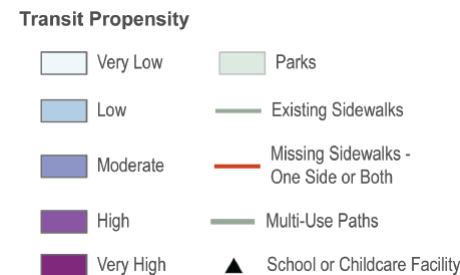 Transit Propensity
Very Low
Parks
Low
Existing Sidewalks
Moderate
Missing Sidewalks -
One Side or Both
High
Multi-Use Paths
Very High
School or Childcare Facility